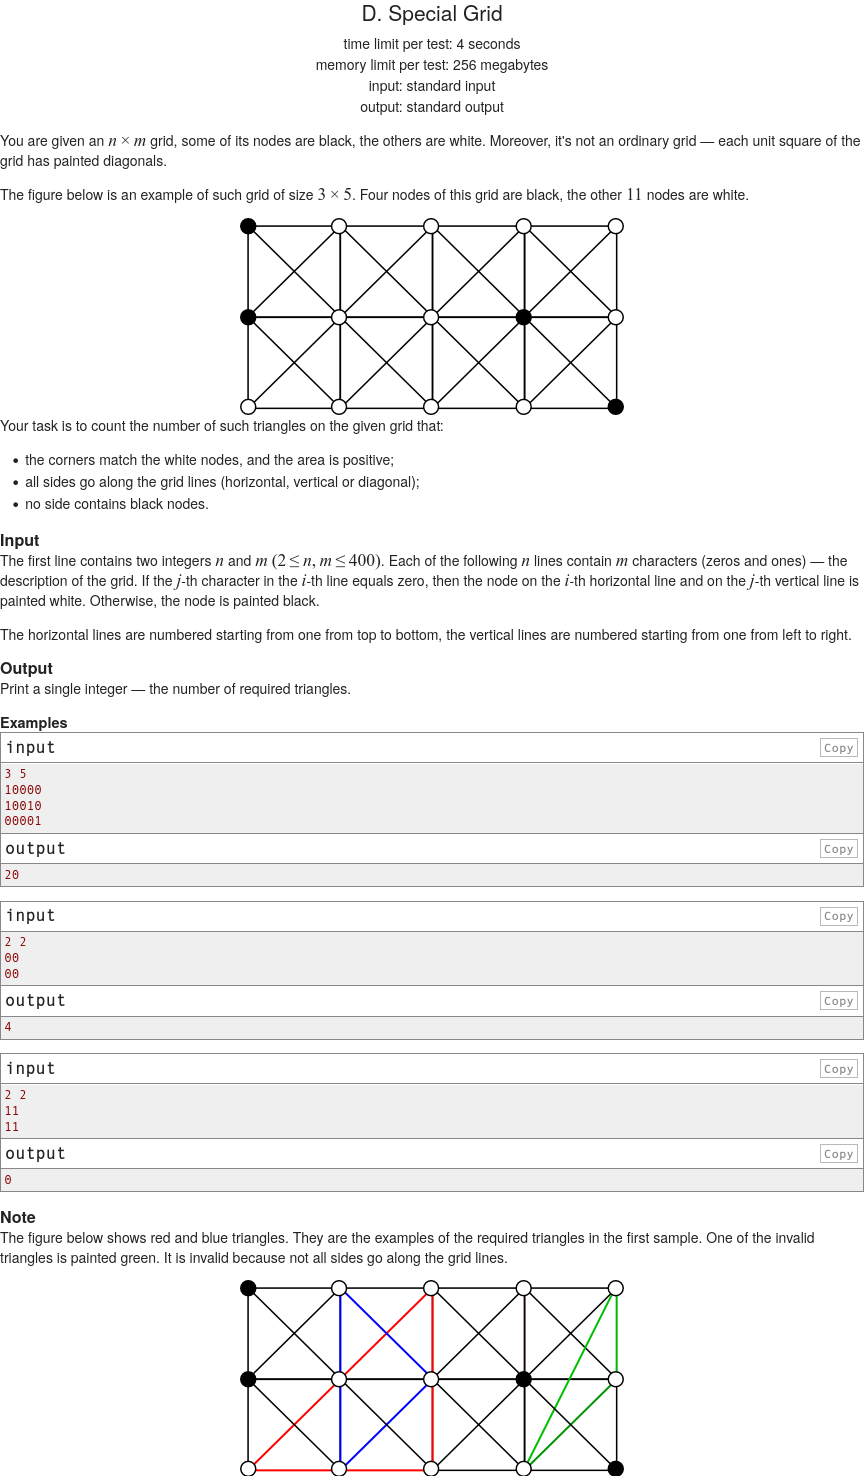 D. Special Grid
time limit per test: 4 seconds
memory limit per test: 256 megabytes
input: standard input
output: standard output
You are given an n × m grid, some of its nodes are black, the others are white. Moreover, it's not an ordinary grid — each unit square of the
grid has painted diagonals.
The figure below is an example of such grid of size 3 × 5. Four nodes of this grid are black, the other 11 nodes are white.
Your task is to count the number of such triangles on the given grid that:
• the corners match the white nodes, and the area is positive;
• all sides go along the grid lines (horizontal, vertical or diagonal);
• no side contains black nodes.
Input
The first line contains two integers n and m (2 ≤ n, m ≤ 400). Each of the following n lines contain m characters (zeros and ones) — the
description of the grid. If the j-th character in the i-th line equals zero, then the node on the i-th horizontal line and on the j-th vertical line is
painted white. Otherwise, the node is painted black.
The horizontal lines are numbered starting from one from top to bottom, the vertical lines are numbered starting from one from left to right.
Output
Print a single integer — the number of required triangles.
Examples
input Copy
3 5
10000
10010
00001
output Copy
20
input Copy
2 2
00
00
output Copy
4
input Copy
2 2
11
11
output Copy
0
Note
The figure below shows red and blue triangles. They are the examples of the required triangles in the first sample. One of the invalid
triangles is painted green. It is invalid because not all sides go along the grid lines.